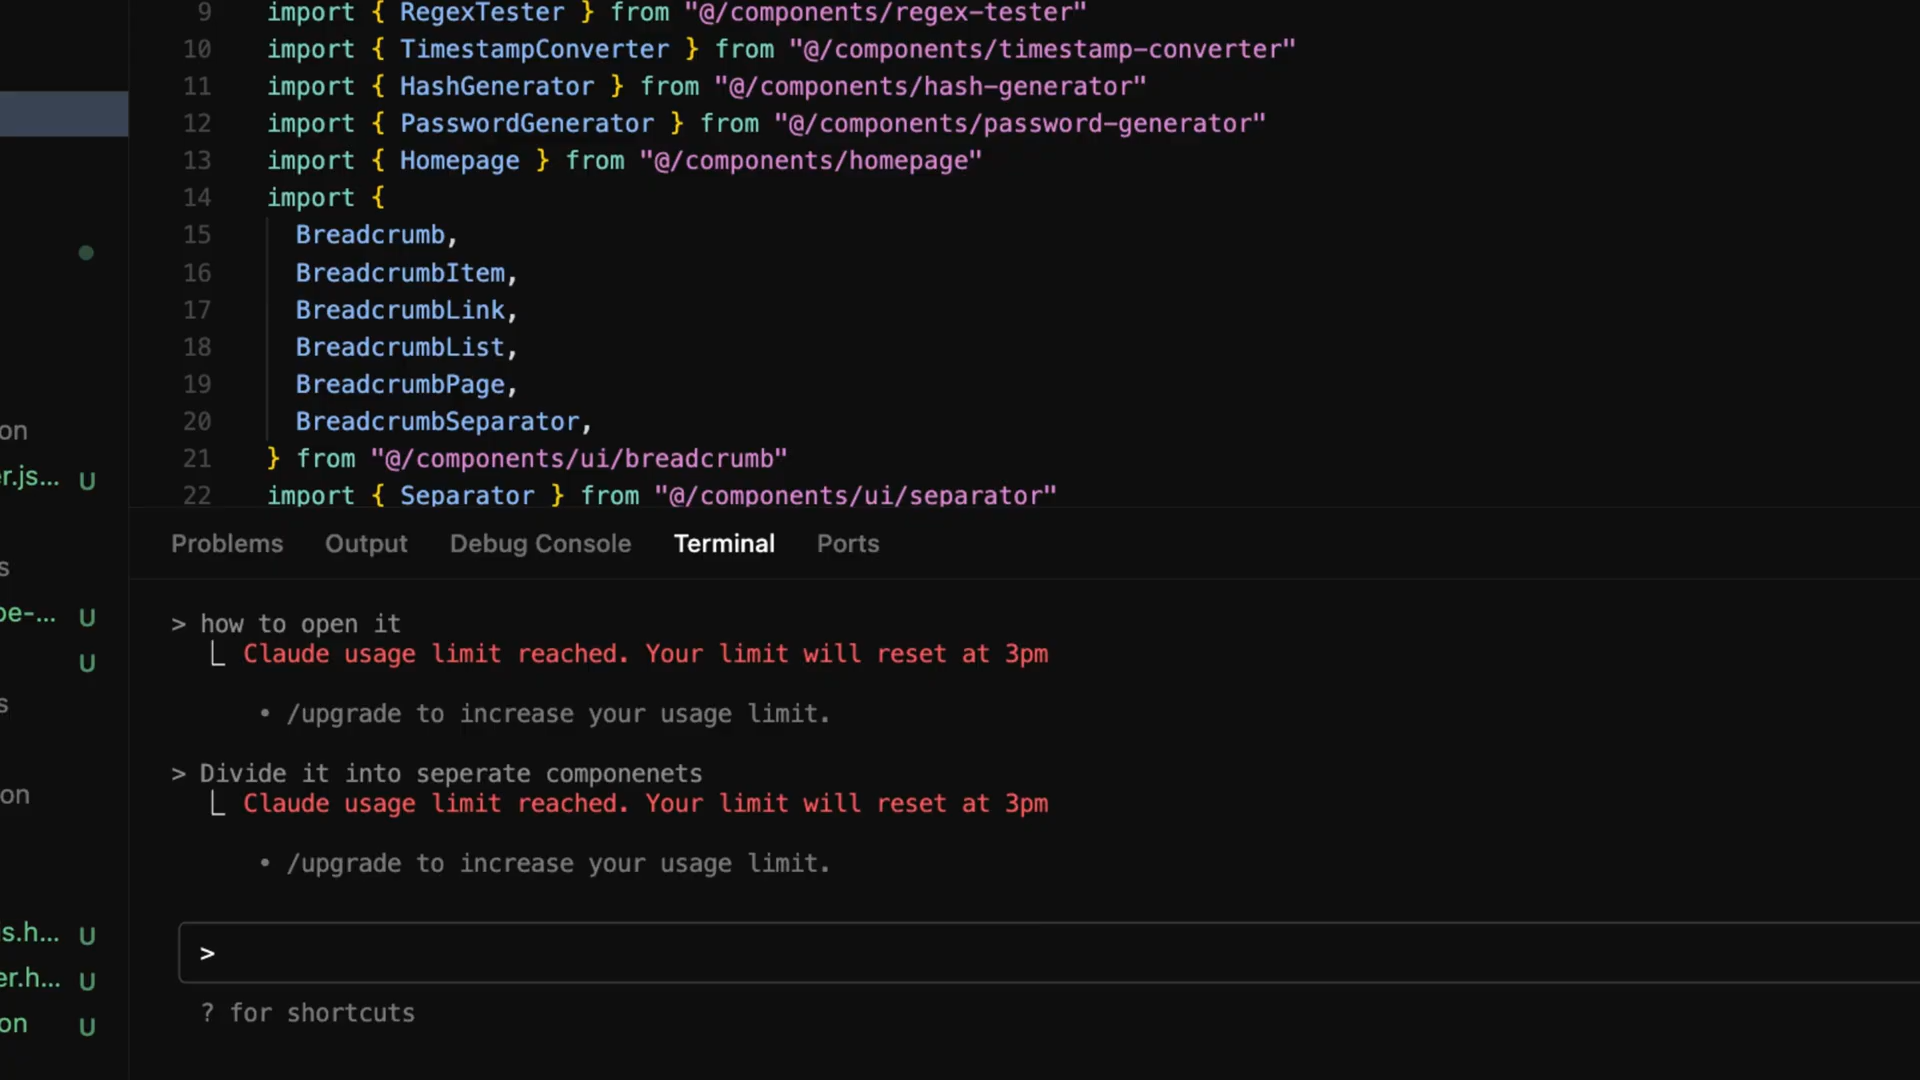 9 import { RegexTester } from "@/components/regex-tester"
10 import { TimestampConverter } from "@/components/timestamp-converter"
11 import { HashGenerator } from "@/components/hash-generator"
12 import { PasswordGenerator } from "@/components/password-generator"
13 import { Homepage } from "@/components/homepage"
14 import {
15 Breadcrumb,
16 BreadcrumbItem,
17 BreadcrumbLink,
18 BreadcrumbList,
19 BreadcrumbPage,
20 BreadcrumbSeparator,
21 } from "@/components/ui/breadcrumb"
22 import { Separator } from "@/components/ui/separator"
on
er.js... U
s
pe-... U
U
s
on
s.h... U
er.h... U
on U
Problems Output Debug Console Terminal Ports
> how to open it
Claude usage limit reached. Your limit will reset at 3pm
• /upgrade to increase your usage limit.
> Divide it into seperate componenets
Claude usage limit reached. Your limit will reset at 3pm
• /upgrade to increase your usage limit.
>
? for shortcuts